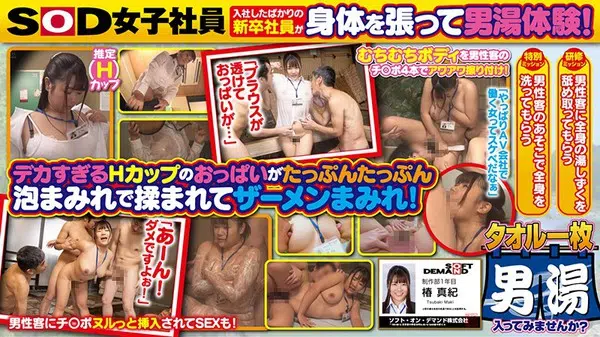 SOD女子社員
入社したばかりの
新卒社員が
身体を張って男湯体験!
推定
Hカップ
「ブラウスが
透けて
おっぱいが…」
むちむちボディを男性客の
チ〇ポ4本でアワアワ擦り付け!
「やっぱりAV会社で
働く女ってスケベだなぁ」
特別
ミッション
男性客のあそこで全身を
洗ってもらう
研修
ミッション
男性客に全身の湯しずくを
舐め取ってもらう
デカすぎるHカップのおっぱいがたっぷんたっぷん
泡まみれで揉まれてザーメンまみれ!
「あーん!
ダメですよぉ〜」
男性客にチ〇ポヌルっと挿入されてSEXも!
SOFT ON DEMAND
制作部1年目
椿 真紀
Tsubaki Maki
ソフト・オン・デマンド株式会社
タオル一枚
男湯
入ってみませんか?